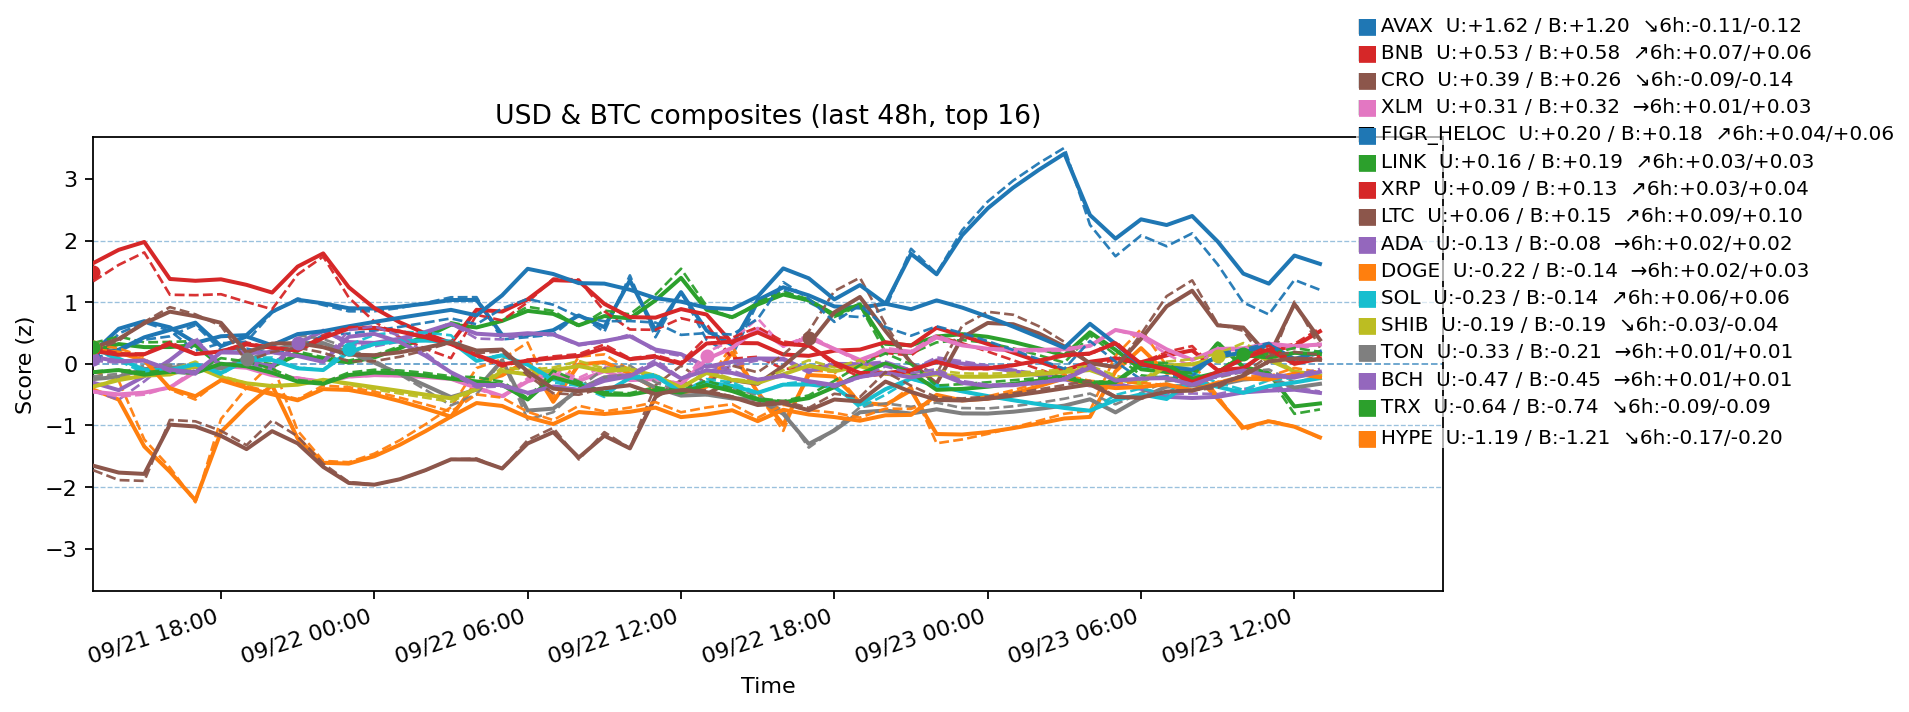 AVAX  U:+1.62 / B:+1.20  ↘6h:-0.11/-0.12
BNB  U:+0.53 / B:+0.58  ↗6h:+0.07/+0.06
CRO  U:+0.39 / B:+0.26  ↘6h:-0.09/-0.14
XLM  U:+0.31 / B:+0.32  →6h:+0.01/+0.03
FIGR_HELOC  U:+0.20 / B:+0.18  ↗6h:+0.04/+0.06
LINK  U:+0.16 / B:+0.19  ↗6h:+0.03/+0.03
XRP  U:+0.09 / B:+0.13  ↗6h:+0.03/+0.04
LTC  U:+0.06 / B:+0.15  ↗6h:+0.09/+0.10
ADA  U:-0.13 / B:-0.08  →6h:+0.02/+0.02
DOGE  U:-0.22 / B:-0.14  →6h:+0.02/+0.03
SOL  U:-0.23 / B:-0.14  ↗6h:+0.06/+0.06
SHIB  U:-0.19 / B:-0.19  ↘6h:-0.03/-0.04
TON  U:-0.33 / B:-0.21  →6h:+0.01/+0.01
BCH  U:-0.47 / B:-0.45  →6h:+0.01/+0.01
TRX  U:-0.64 / B:-0.74  ↘6h:-0.09/-0.09
HYPE  U:-1.19 / B:-1.21  ↘6h:-0.17/-0.20
USD & BTC composites (last 48h, top 16)
Score (z)
3
2
1
0
−1
−2
−3
09/21 18:00
09/22 00:00
09/22 06:00
09/22 12:00
09/22 18:00
09/23 00:00
09/23 06:00
09/23 12:00
Time